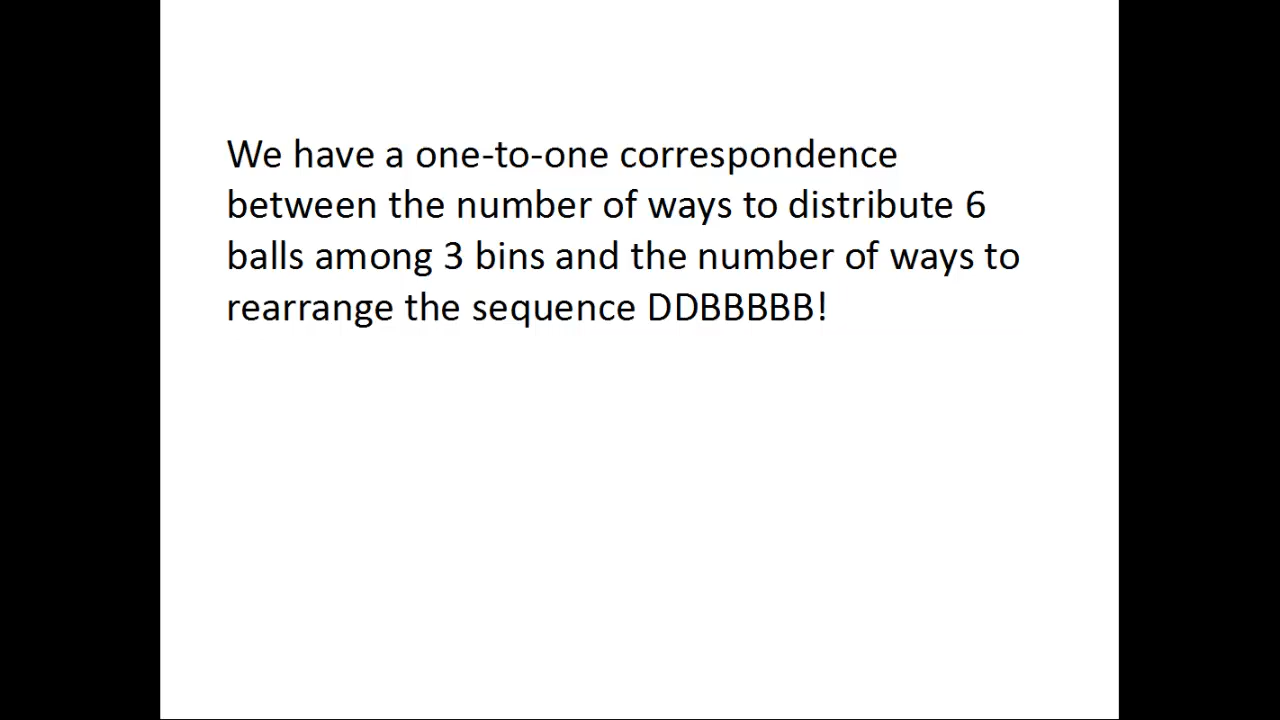 We have a one-to-one correspondence
between the number of ways to distribute 6
balls among 3 bins and the number of ways to
rearrange the sequence DDBBBBB!